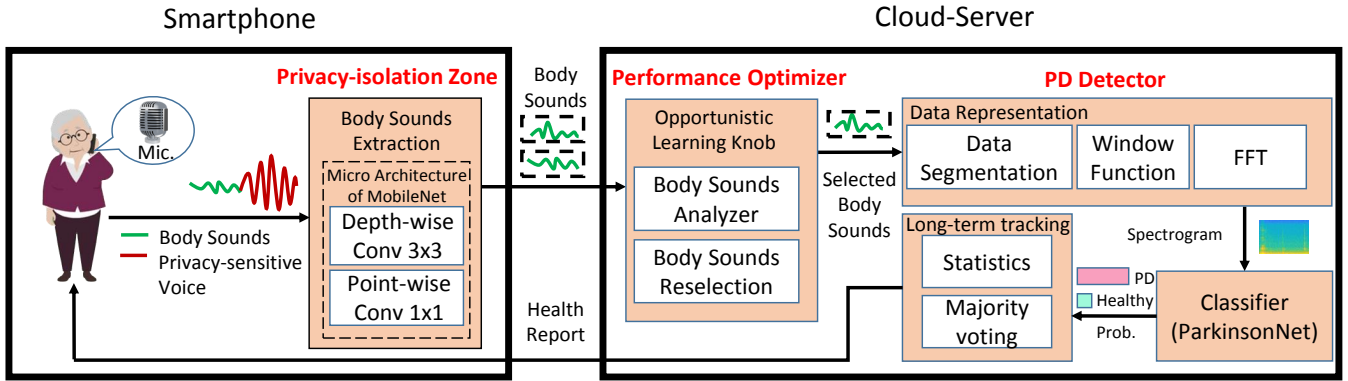 Smartphone
Cloud-Server
Privacy-isolation Zone
Mic.
Body Sounds
Privacy-sensitive
Voice
Body Sounds
Extraction
Micro Architecture
of MobileNet
Depth-wise
Conv 3x3
Point-wise
Conv 1x1
Body
Sounds
Health
Report
Performance Optimizer
Opportunistic
Learning Knob
Body Sounds
Analyzer
Body Sounds
Reselection
Selected
Body
Sounds
PD Detector
Data Representation
Data
Segmentation
Window
Function
FFT
Spectrogram
Classifier
(ParkinsonNet)
PD
Healthy
Prob.
Long-term tracking
Statistics
Majority
voting